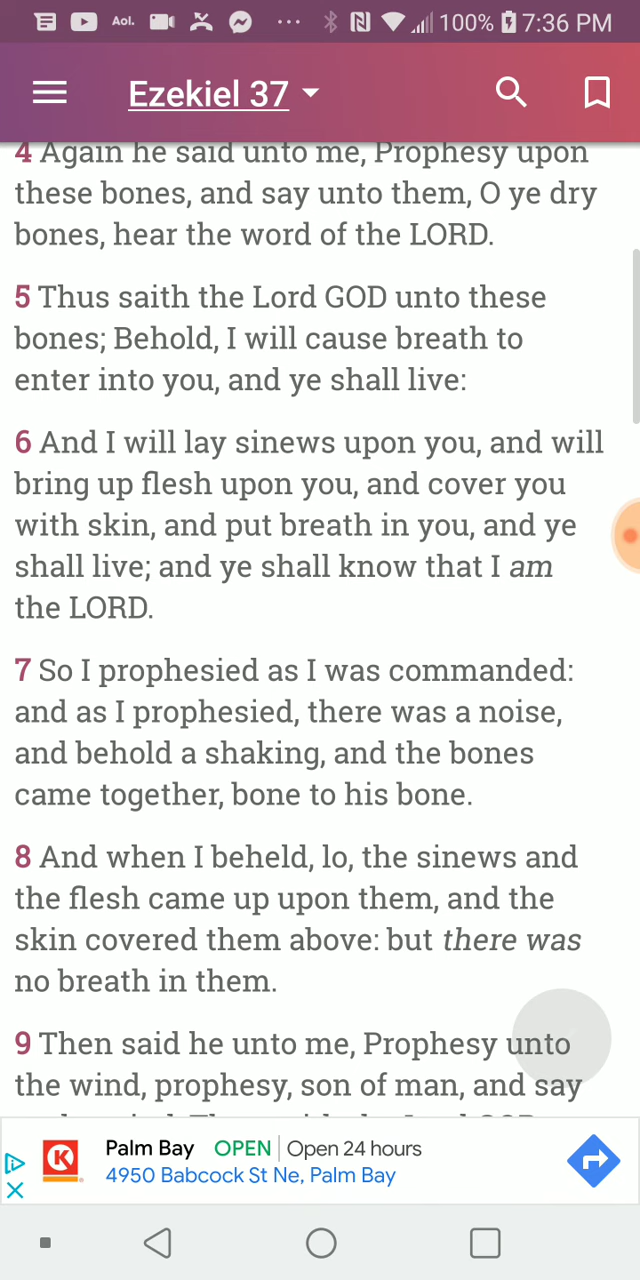 Aol.
100% 7:36 PM
Ezekiel 37
4 Again he said unto me, Prophesy upon
these bones, and say unto them, O ye dry
bones, hear the word of the LORD.
5 Thus saith the Lord GOD unto these
bones; Behold, I will cause breath to
enter into you, and ye shall live:
6 And I will lay sinews upon you, and will
bring up flesh upon you, and cover you
with skin, and put breath in you, and ye
shall live; and ye shall know that I am
the LORD.
7 So I prophesied as I was commanded:
and as I prophesied, there was a noise,
and behold a shaking, and the bones
came together, bone to his bone.
8 And when I beheld, lo, the sinews and
the flesh came up upon them, and the
skin covered them above: but there was
no breath in them.
9 Then said he unto me, Prophesy unto
the wind, prophesy, son of man, and say
K
Palm Bay OPEN Open 24 hours
4950 Babcock St Ne, Palm Bay